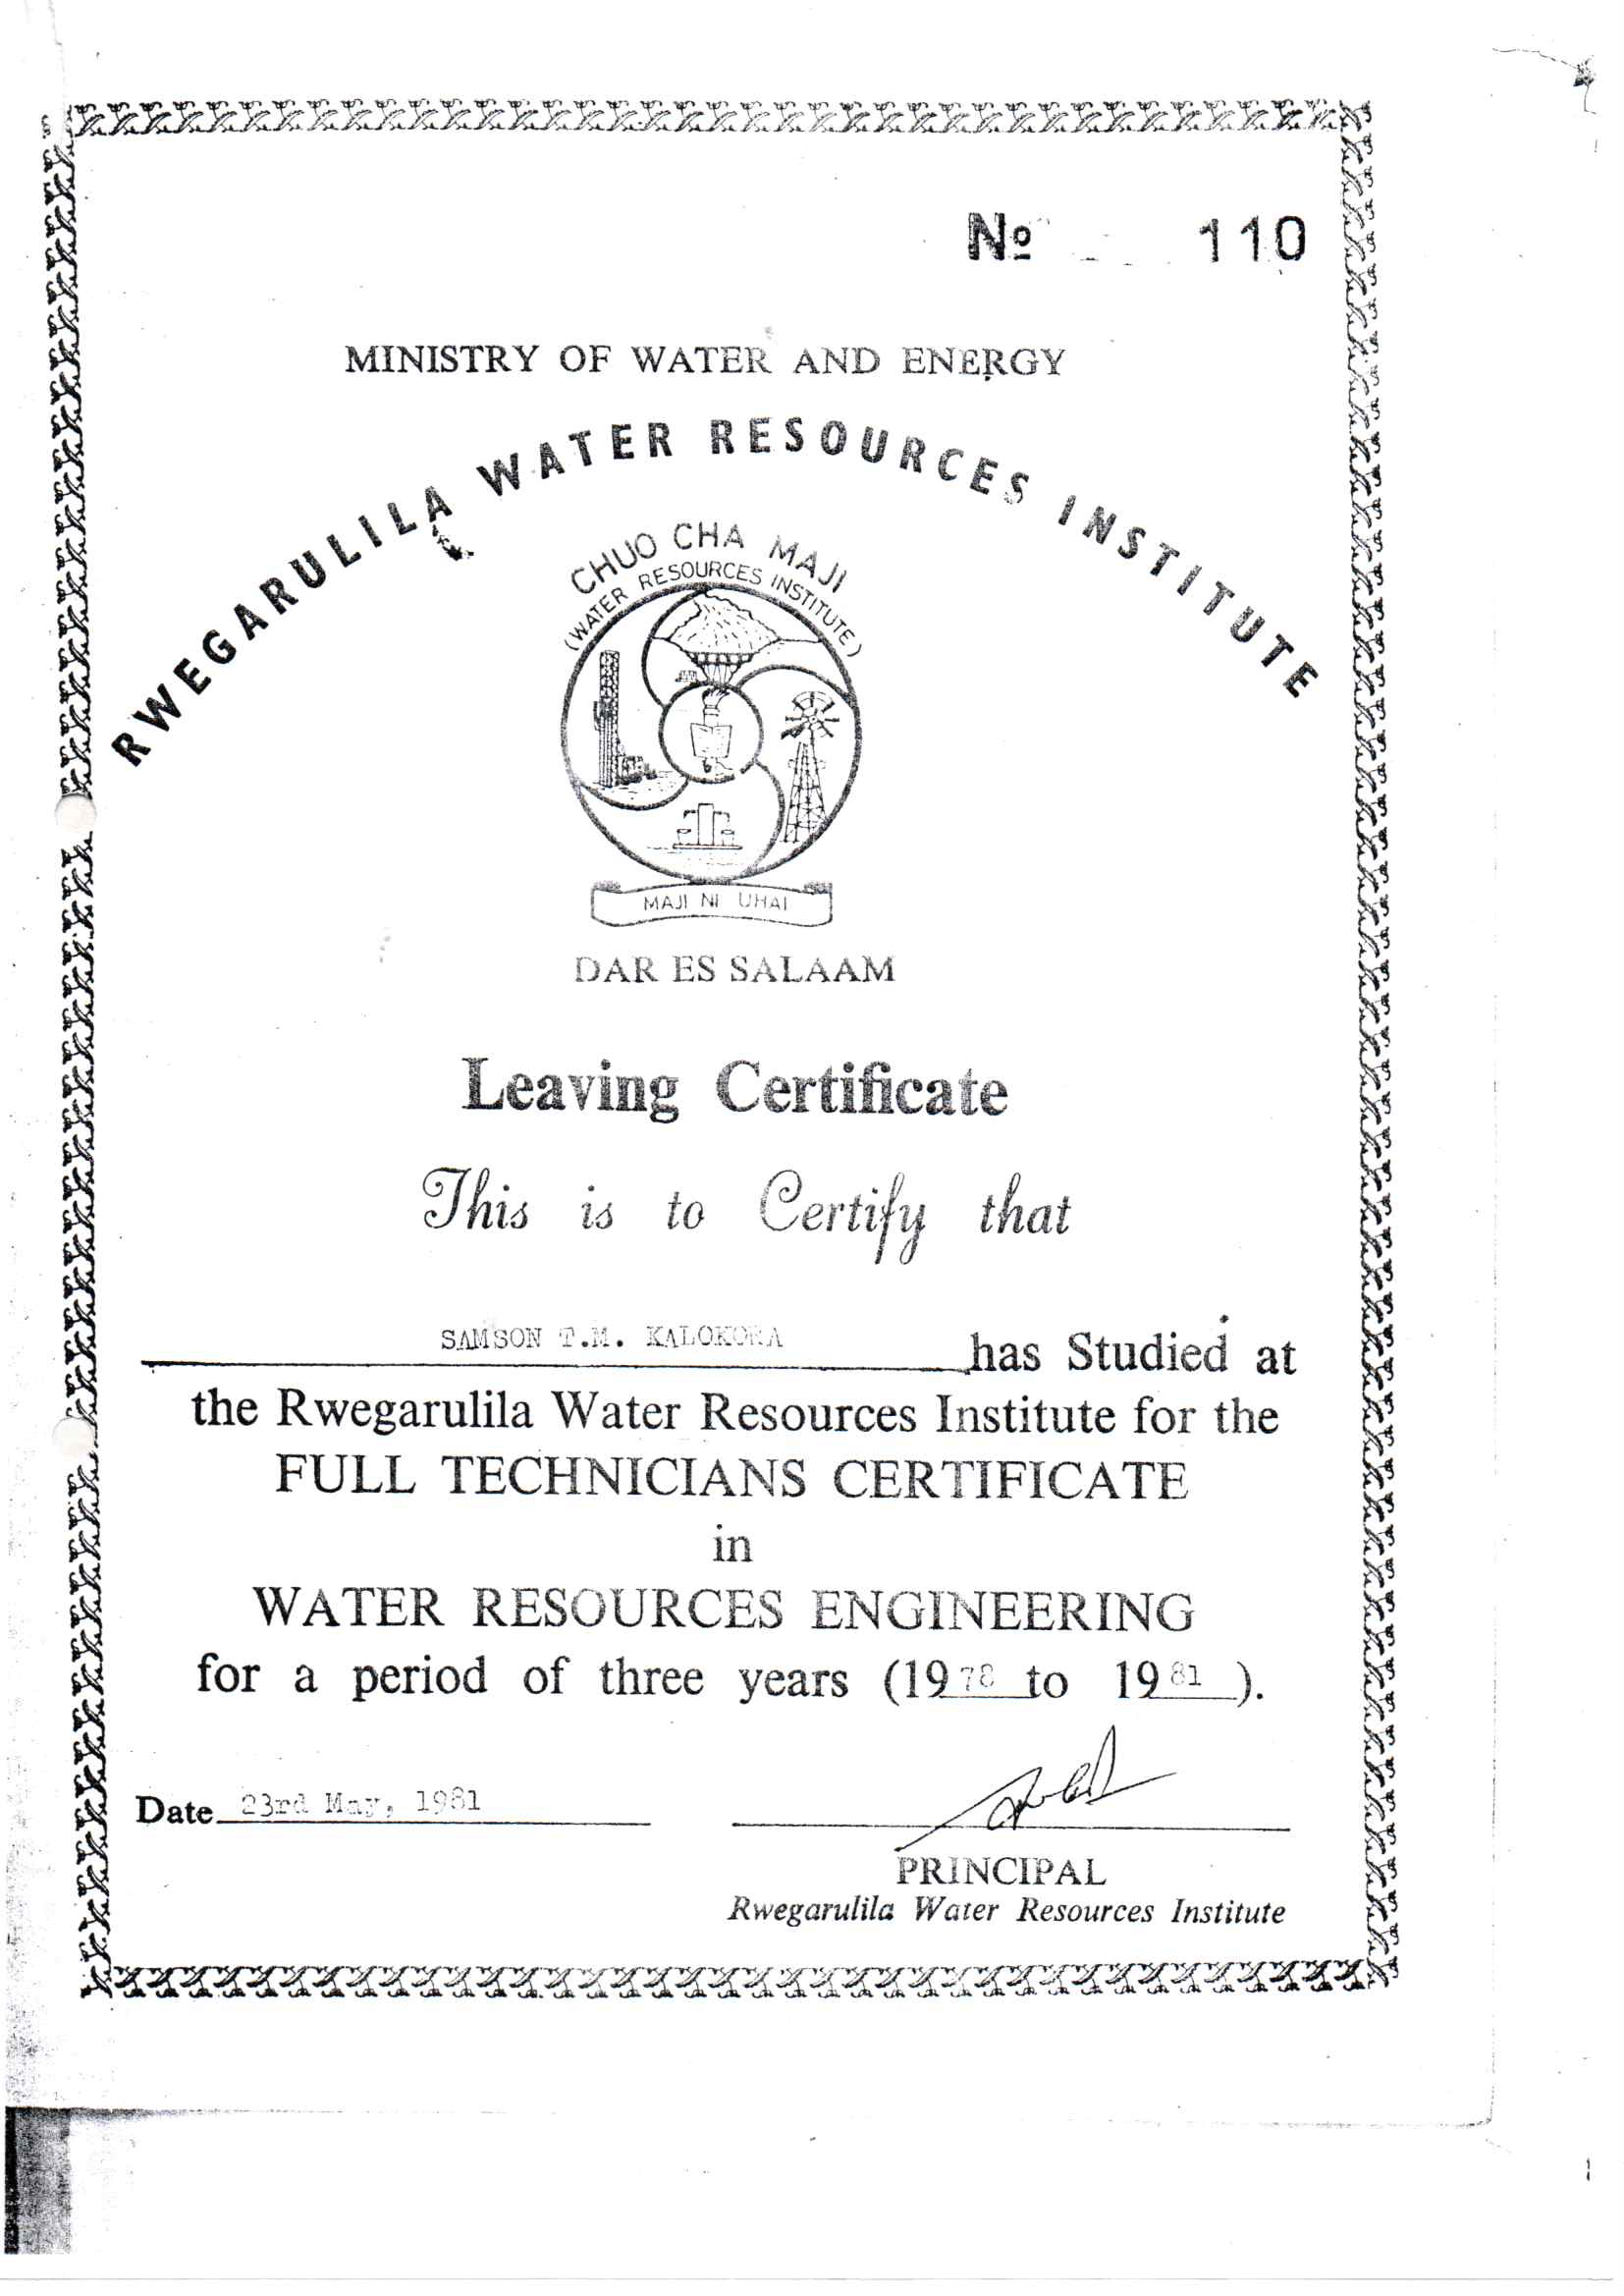 № 110
MINISTRY OF WATER AND ENERGY
RWEGARULILA WATER RESOURCES INSTITUTE
CHUO CHA MAJI
(WATER RESOURCES INSTITUTE)
MAJI NI UHAI
DAR ES SALAAM
Leaving Certificate
This is to Certify that
SAMSON T.M. KALOKORA has Studied at
the Rwegarulila Water Resources Institute for the
FULL TECHNICIANS CERTIFICATE
in
WATER RESOURCES ENGINEERING
for a period of three years (1978 to 1981).
Date 23rd May, 1981
PRINCIPAL
Rwegarulila Water Resources Institute